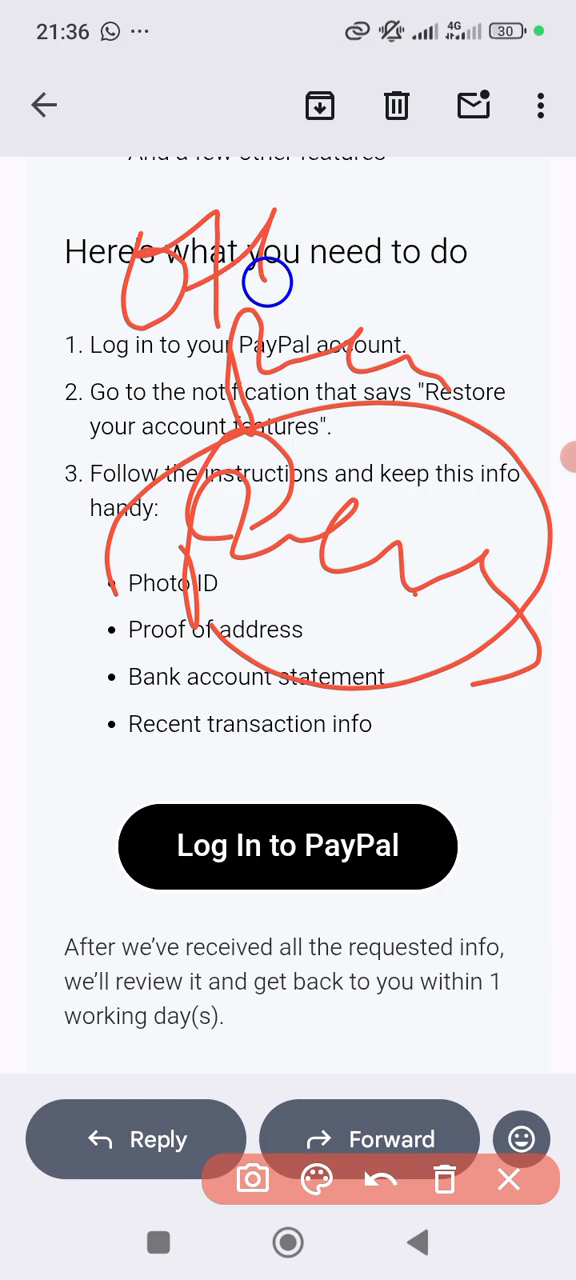 21:36
4G
30
And a few other features
Here's what you need to do
1. Log in to your PayPal account.
2. Go to the notification that says "Restore
your account features".
3. Follow the instructions and keep this info
handy:
• Photo ID
• Proof of address
• Bank account statement
• Recent transaction info
Log In to PayPal
After we've received all the requested info,
we'll review it and get back to you within 1
working day(s).
Reply
Forward